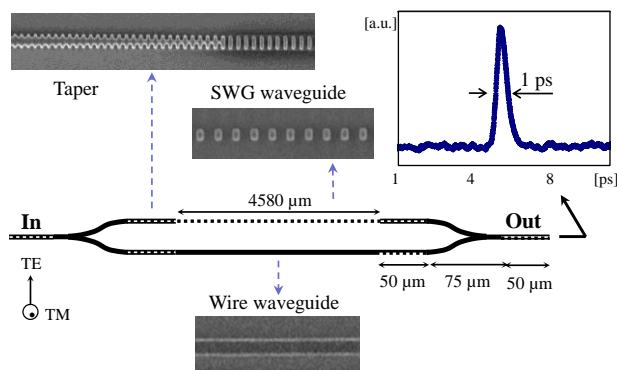 [a.u.]
1 ps
1
4
8
[ps]
Taper
SWG waveguide
4580 µm
In
Out
TE
TM
50 µm
75 µm
50 µm
Wire waveguide